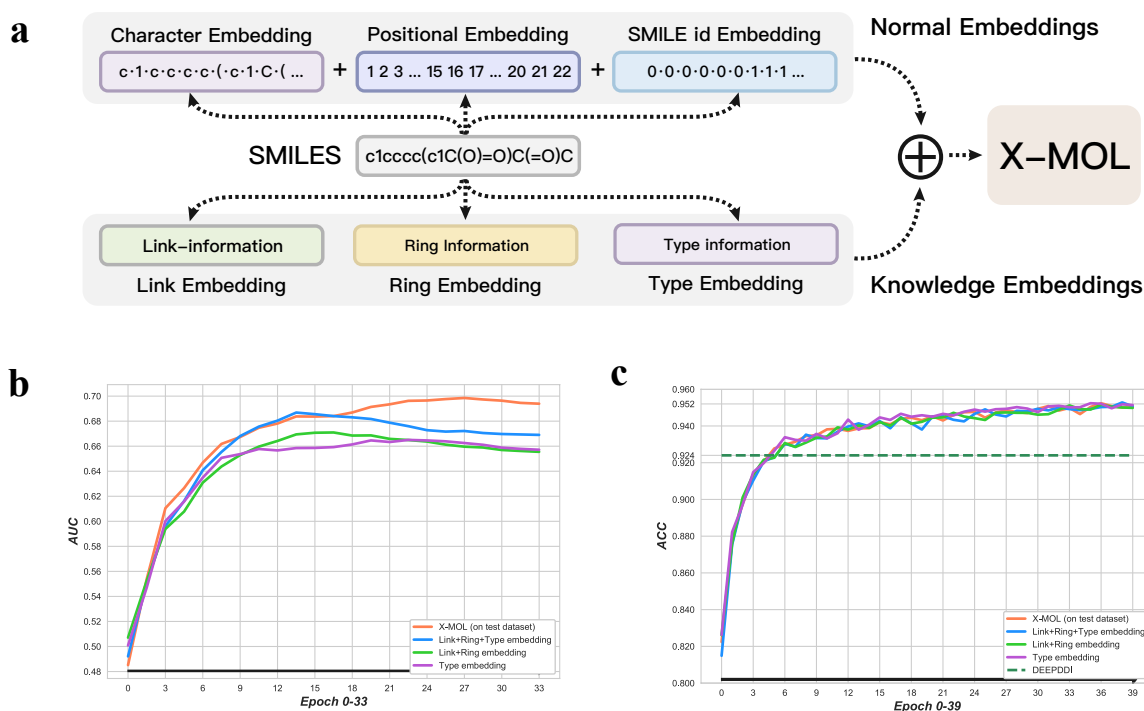 a
Character Embedding
Positional Embedding
SMILE id Embedding
Normal Embeddings
c·1·c·c·c·c·(·c·1·C·( ...
+
1 2 3 ... 15 16 17 ... 20 21 22
+
0·0·0·0·0·0·1·1·1 ...
SMILES
c1cccc(c1C(O)=O)C(=O)C
X-MOL
Link-information
Ring Information
Type information
Link Embedding
Ring Embedding
Type Embedding
Knowledge Embeddings
b
0.70
0.68
0.66
0.64
0.62
0.60
0.58
0.56
0.54
0.52
0.50
0.48
AUC
X-MOL (on test dataset)
Link+Ring+Type embedding
Link+Ring embedding
Type embedding
0 3 6 9 12 15 18 21 24 27 30 33
Epoch 0-33
c
0.960
0.952
0.940
0.924
0.920
0.900
0.880
0.860
0.840
0.820
0.800
ACC
X-MOL (on test dataset)
Link+Ring+Type embedding
Link+Ring embedding
Type embedding
DEEPDDI
0 3 6 9 12 15 18 21 24 27 30 33 36 39
Epoch 0-39